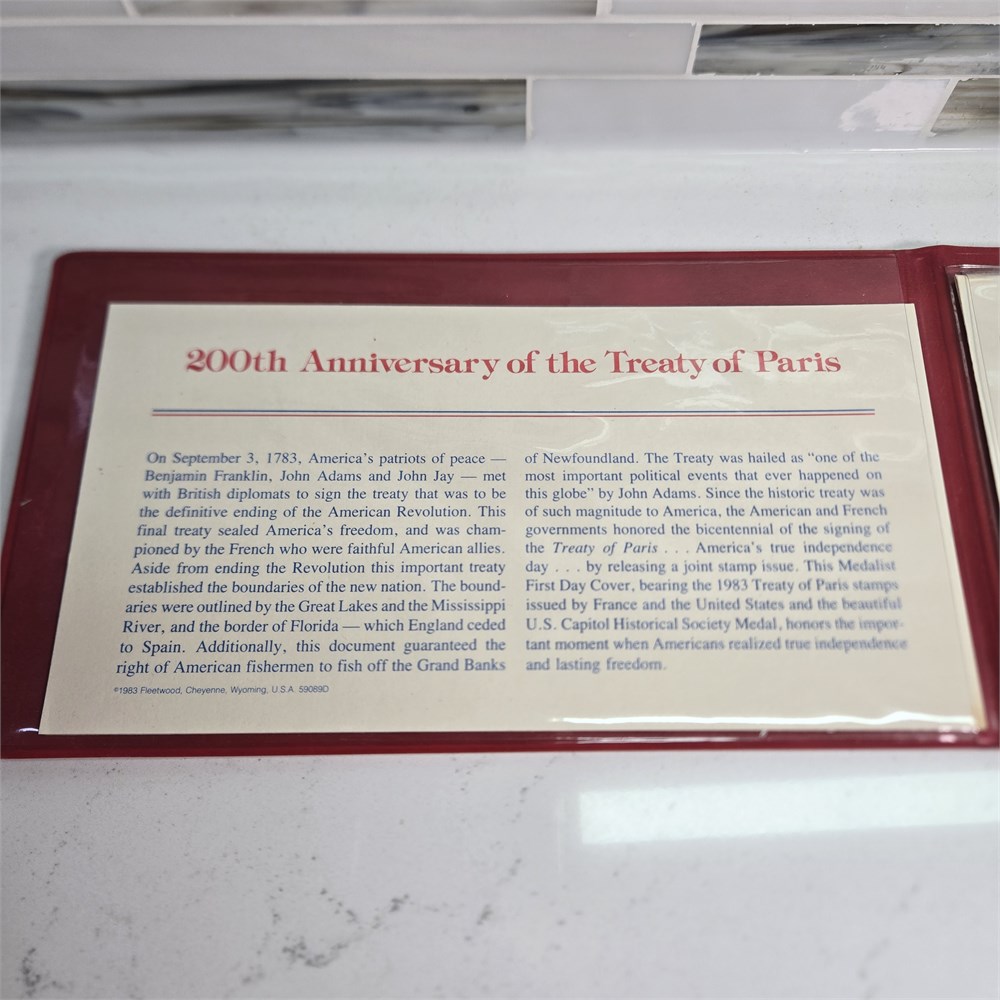 200th Anniversary of the Treaty of Paris
On September 3, 1783, America's patriots of peace —
Benjamin Franklin, John Adams and John Jay — met
with British diplomats to sign the treaty that was to be
the definitive ending of the American Revolution. This
final treaty sealed America's freedom, and was cham-
pioned by the French who were faithful American allies.
Aside from ending the Revolution this important treaty
established the boundaries of the new nation. The bound-
aries were outlined by the Great Lakes and the Mississippi
River, and the border of Florida — which England ceded
to Spain. Additionally, this document guaranteed the
right of American fishermen to fish off the Grand Banks
of Newfoundland. The Treaty was hailed as "one of the
most important political events that ever happened on
this globe" by John Adams. Since the historic treaty was
of such magnitude to America, the American and French
governments honored the bicentennial of the signing of
the Treaty of Paris . . . America's true independence
day . . . by releasing a joint stamp issue. This Medalist
First Day Cover, bearing the 1983 Treaty of Paris stamps
issued by France and the United States and the beautiful
U.S. Capitol Historical Society Medal, honors the impor-
tant moment when Americans realized true independence
and lasting freedom.
©1983 Fleetwood, Cheyenne, Wyoming, U.S.A. 59089D